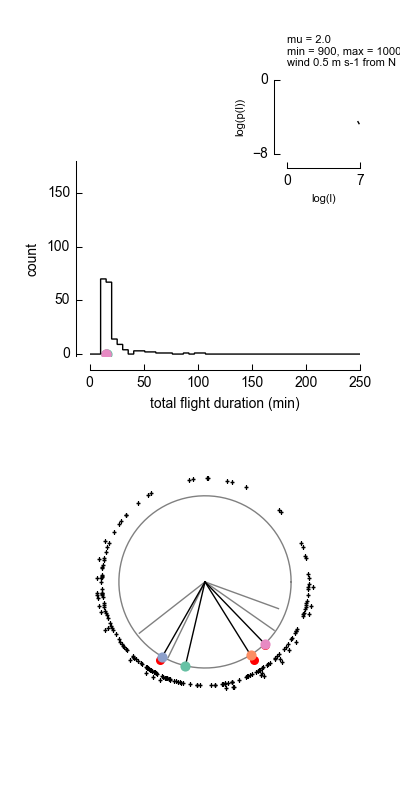 mu = 2.0
min = 900, max = 1000
wind 0.5 m s-1 from N
0
−8
log(p(l))
0 7
log(l)
150
100
50
0
count
0 50 100 150 200 250
total flight duration (min)